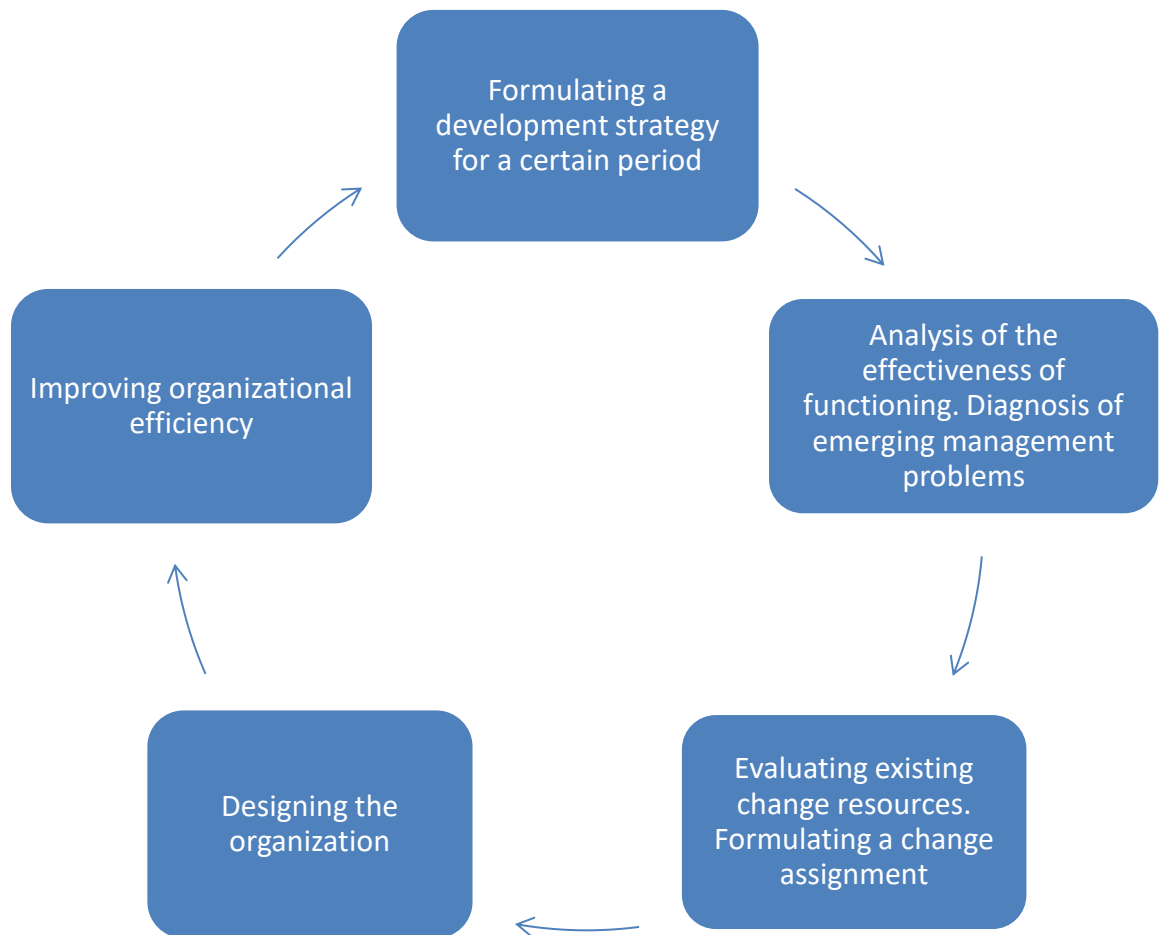 Formulating a
development strategy
for a certain period
Analysis of the
effectiveness of
functioning. Diagnosis of
emerging management
problems
Evaluating existing
change resources.
Formulating a change
assignment
Designing the
organization
Improving organizational
efficiency